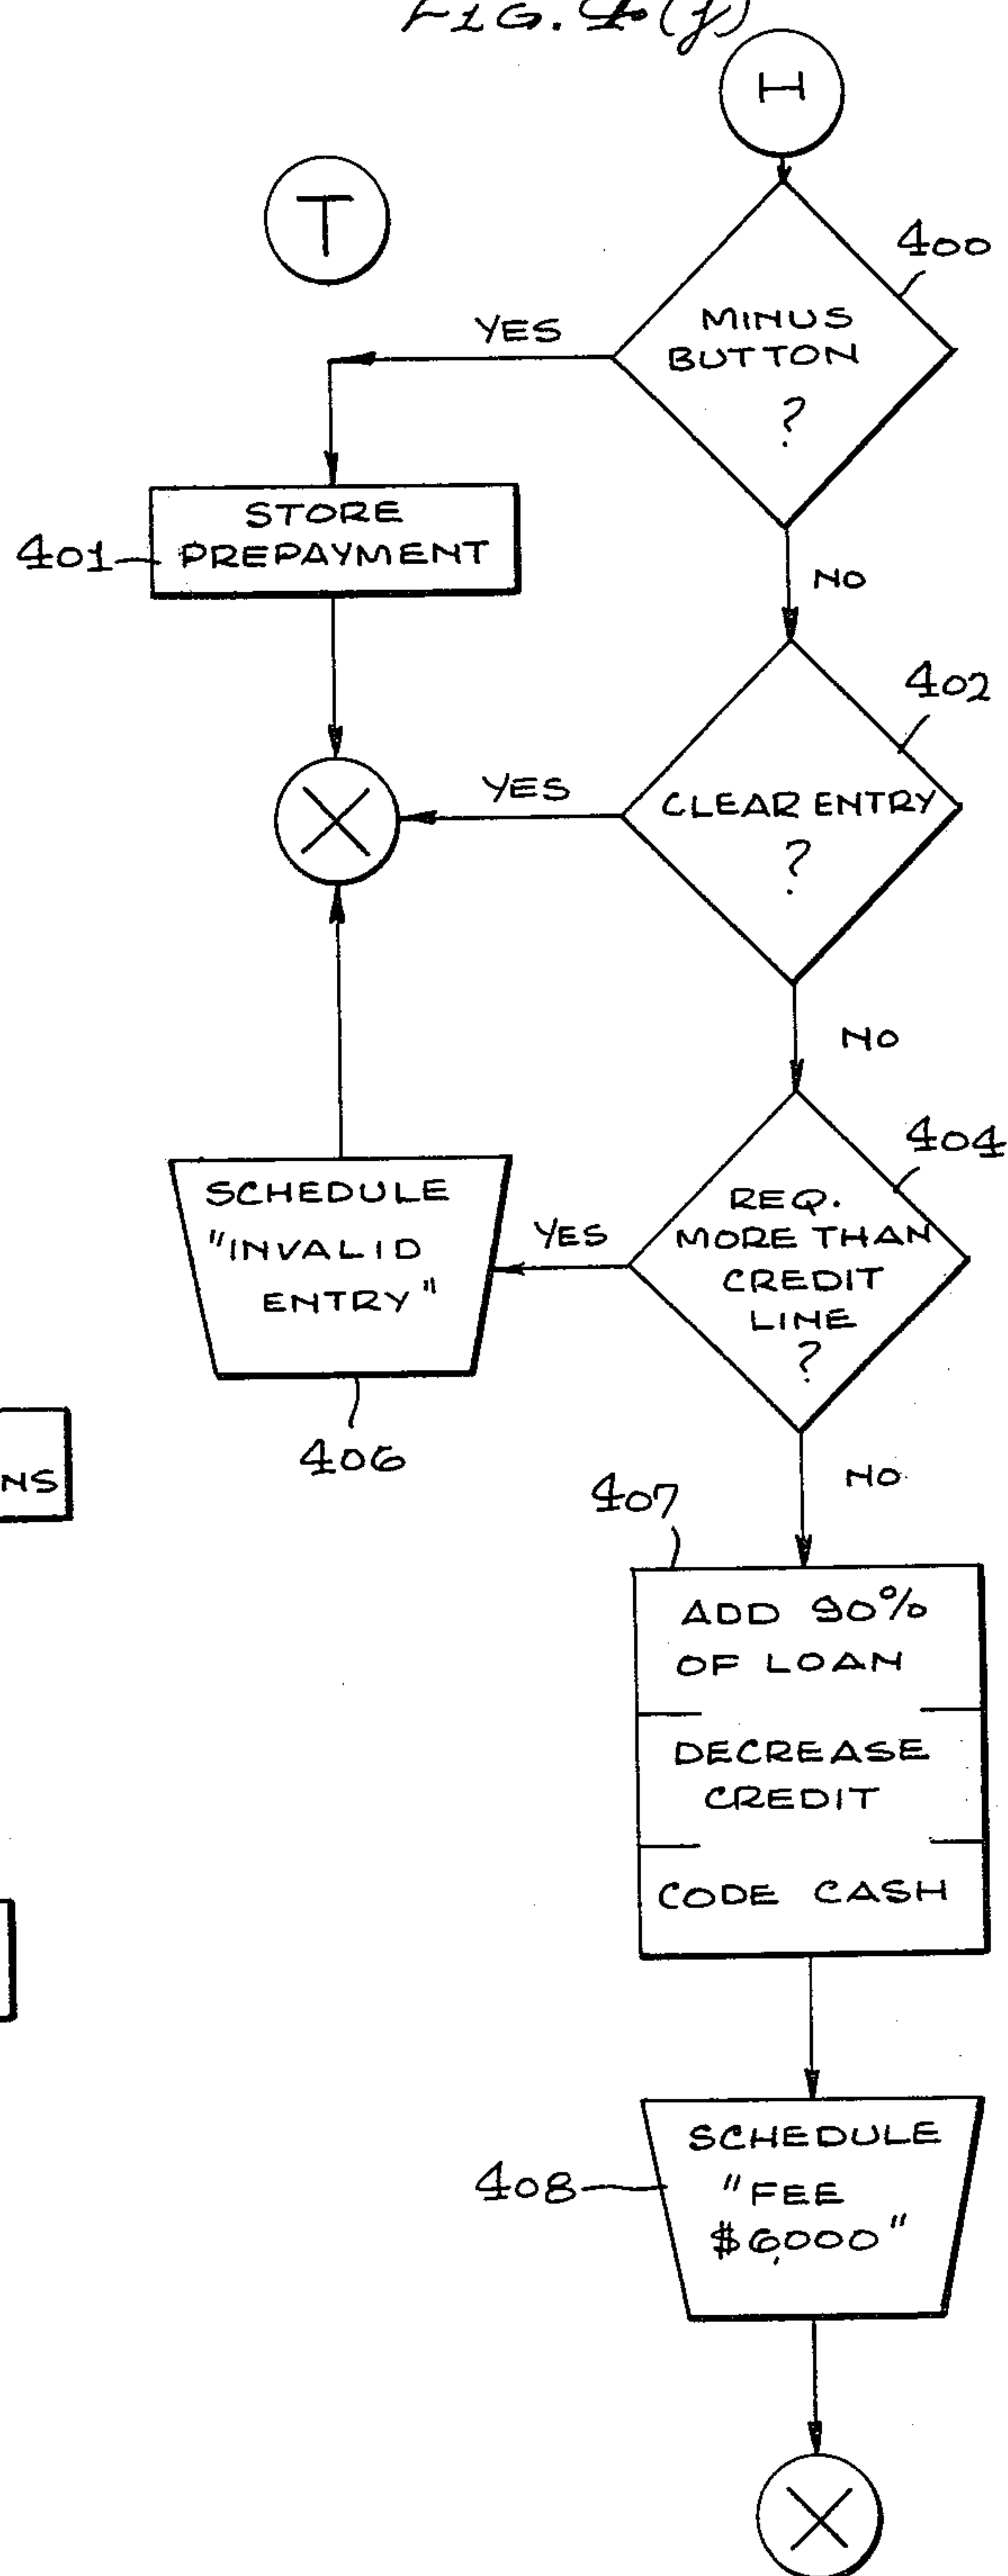 FIG. 4(f)
H
T
400
MINUS
BUTTON
?
YES
NO
STORE
PREPAYMENT
401
402
CLEAR ENTRY
?
YES
X
NO
404
REQ.
MORE THAN
CREDIT
LINE
?
YES
SCHEDULE
"INVALID
ENTRY"
406
NS
NO
407
ADD 90%
OF LOAN
DECREASE
CREDIT
CODE CASH
SCHEDULE
"FEE
$6,000"
408
X